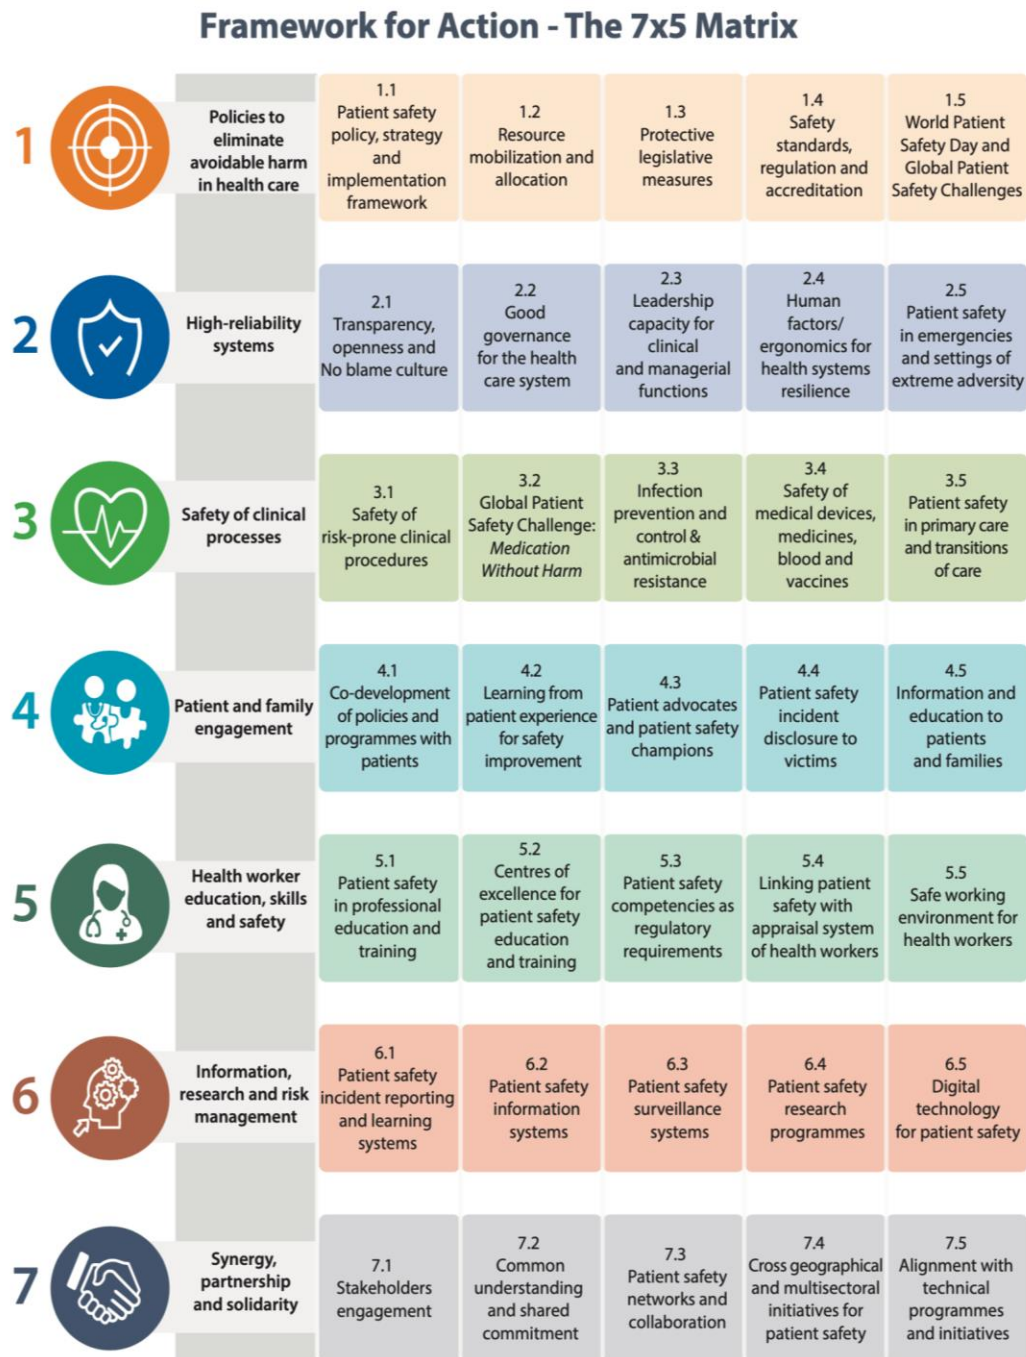 Framework for Action - The 7x5 Matrix
1
Policies to
eliminate
avoidable harm
in health care
1.1
Patient safety
policy, strategy
and
implementation
framework
1.2
Resource
mobilization and
allocation
1.3
Protective
legislative
measures
1.4
Safety
standards,
regulation and
accreditation
1.5
World Patient
Safety Day and
Global Patient
Safety Challenges
2
High-reliability
systems
2.1
Transparency,
openness and
No blame culture
2.2
Good
governance
for the health
care system
2.3
Leadership
capacity for
clinical
and managerial
functions
2.4
Human
factors/
ergonomics for
health systems
resilience
2.5
Patient safety
in emergencies
and settings of
extreme adversity
3
Safety of clinical
processes
3.1
Safety of
risk-prone clinical
procedures
3.2
Global Patient
Safety Challenge:
Medication
Without Harm
3.3
Infection
prevention and
control &
antimicrobial
resistance
3.4
Safety of
medical devices,
medicines,
blood and
vaccines
3.5
Patient safety
in primary care
and transitions
of care
4
Patient and family
engagement
4.1
Co-development
of policies and
programmes with
patients
4.2
Learning from
patient experience
for safety
improvement
4.3
Patient advocates
and patient safety
champions
4.4
Patient safety
incident
disclosure to
victims
4.5
Information and
education to
patients
and families
5
Health worker
education, skills
and safety
5.1
Patient safety
in professional
education and
training
5.2
Centres of
excellence for
patient safety
education
and training
5.3
Patient safety
competencies as
regulatory
requirements
5.4
Linking patient
safety with
appraisal system
of health workers
5.5
Safe working
environment for
health workers
6
Information,
research and risk
management
6.1
Patient safety
incident reporting
and learning
systems
6.2
Patient safety
information
systems
6.3
Patient safety
surveillance
systems
6.4
Patient safety
research
programmes
6.5
Digital
technology
for patient safety
7
Synergy,
partnership
and solidarity
7.1
Stakeholders
engagement
7.2
Common
understanding
and shared
commitment
7.3
Patient safety
networks and
collaboration
7.4
Cross geographical
and multisectoral
initiatives for
patient safety
7.5
Alignment with
technical
programmes
and initiatives